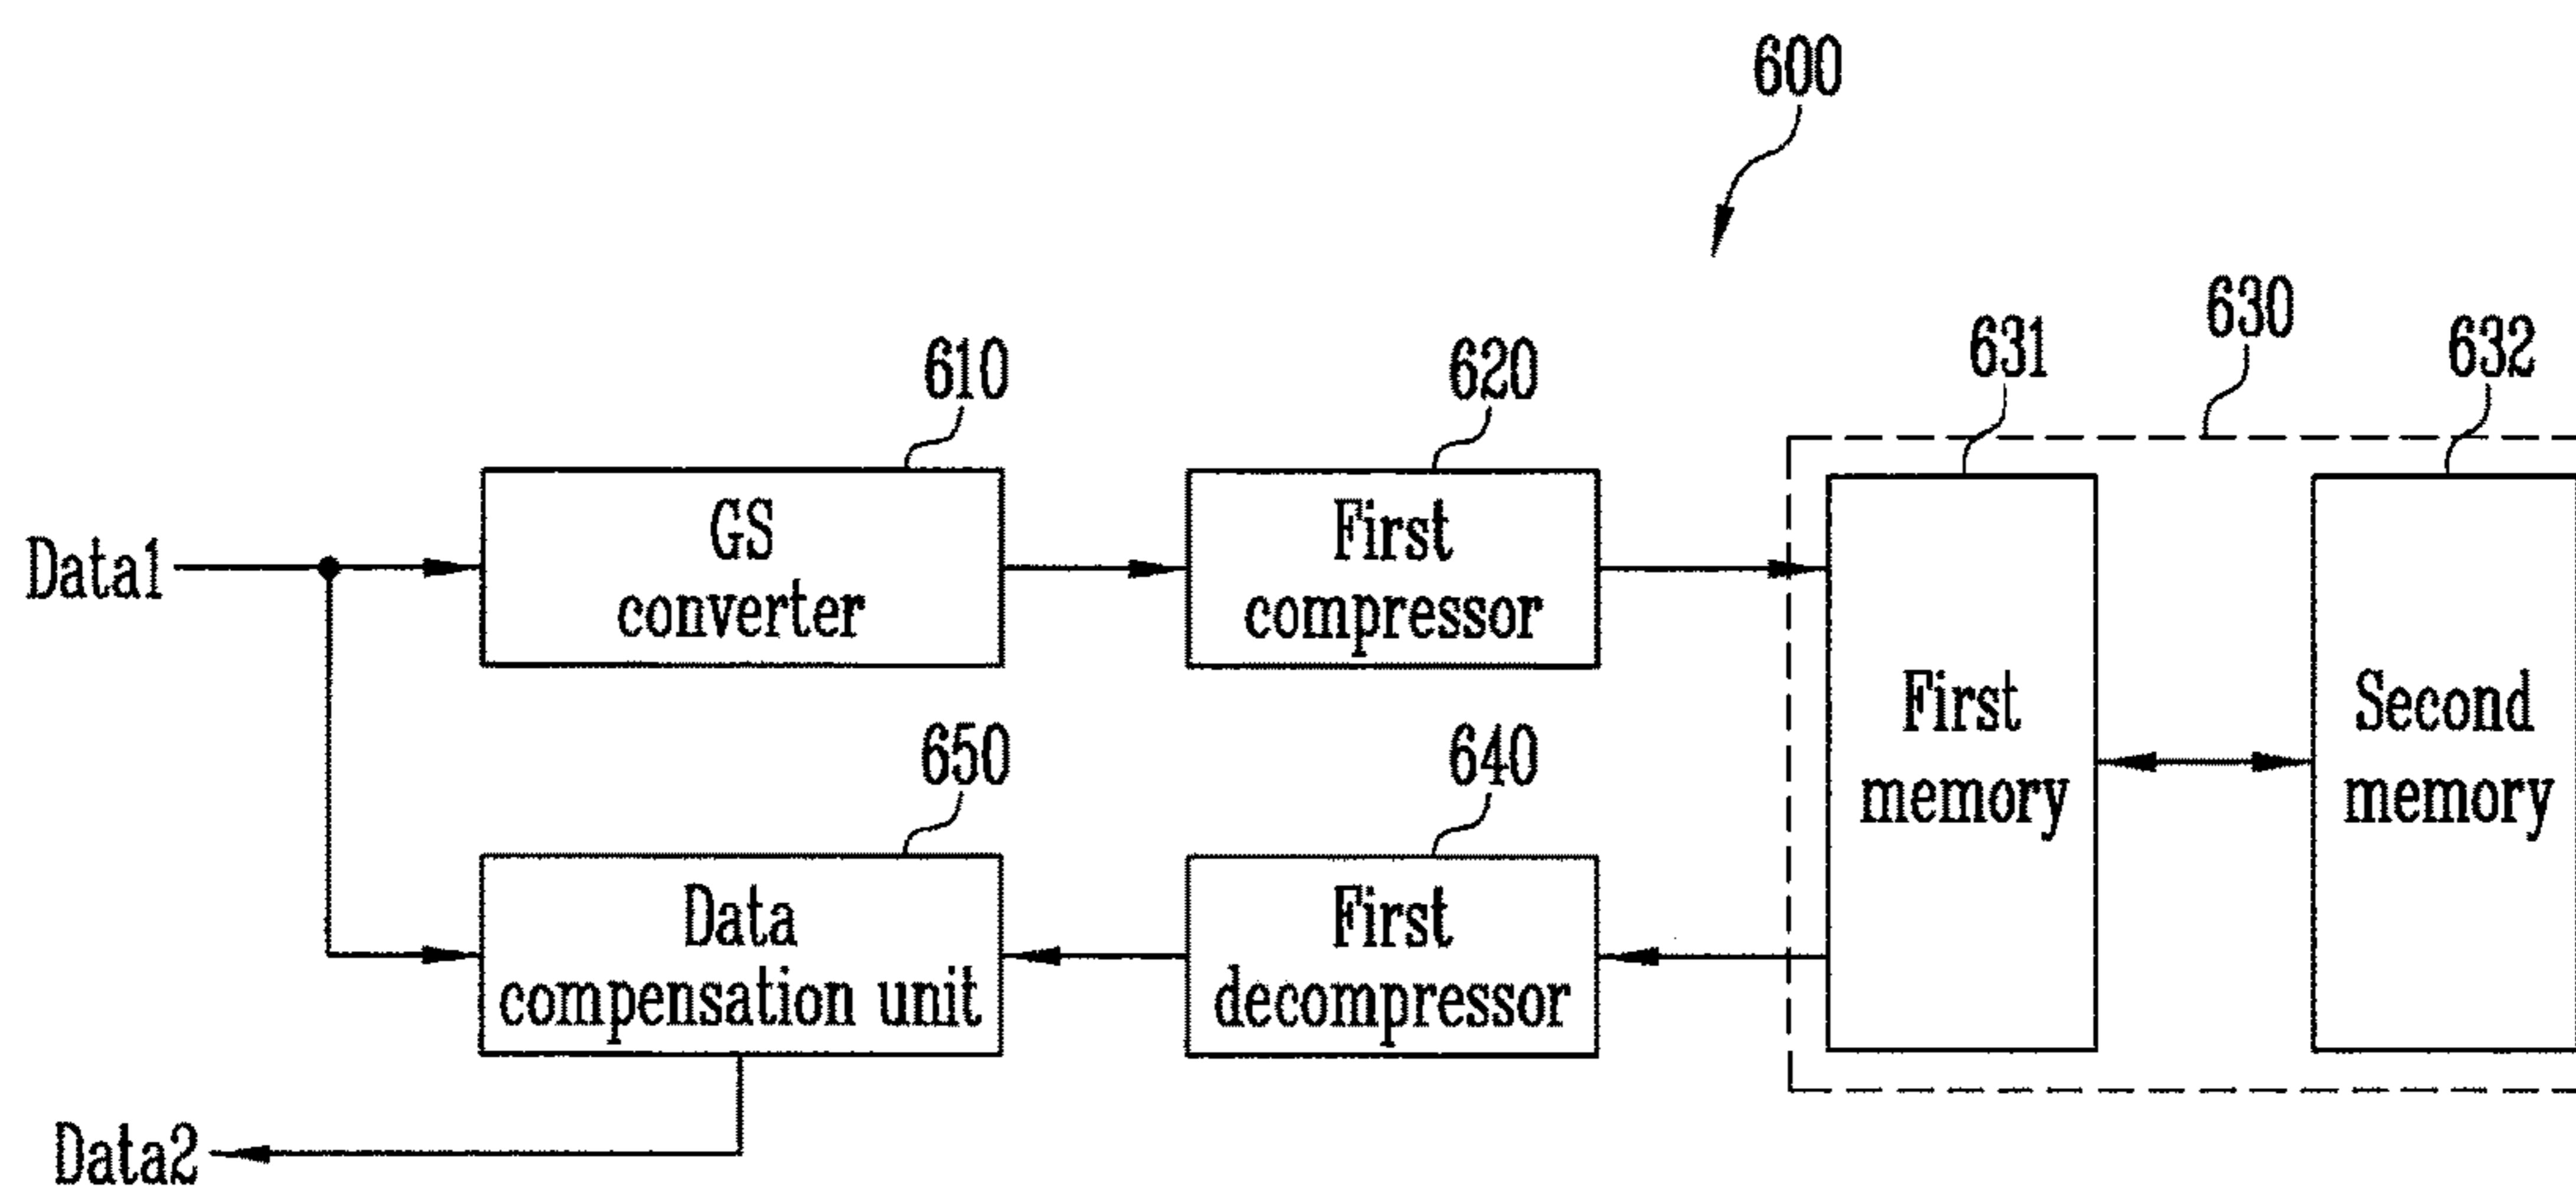 600
630
610
620
631
632
Data1
GS
converter
First
compressor
First
memory
Second
memory
650
640
Data
compensation unit
First
decompressor
Data2